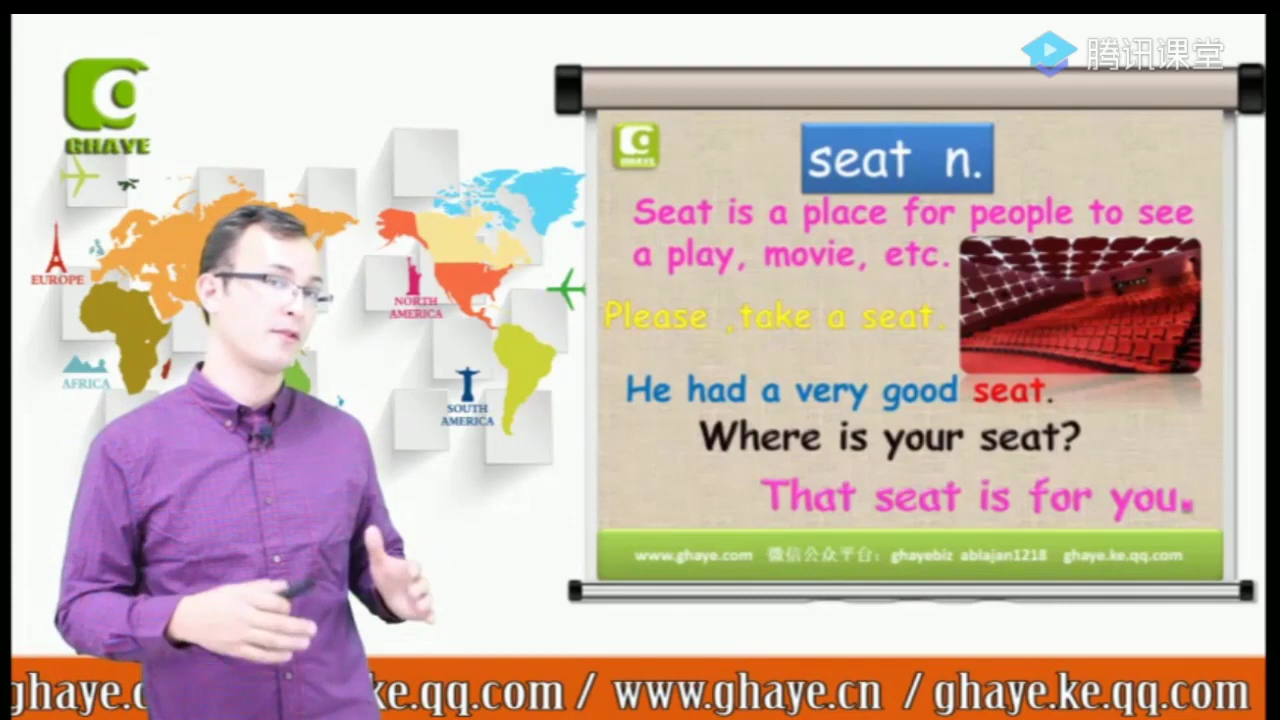 腾讯课堂
GHAYE
EUROPE
NORTH
AMERICA
AFRICA
SOUTH
AMERICA
GHAYE
seat n.
Seat is a place for people to see
a play, movie, etc.
Please ,take a seat.
He had a very good seat.
Where is your seat?
That seat is for you.
www.ghaye.com 微信公众平台：ghayebiz ablajan1218 ghaye.ke.qq.com
ghaye.c ke.qq.com / www.ghaye.cn / ghaye.ke.qq.com